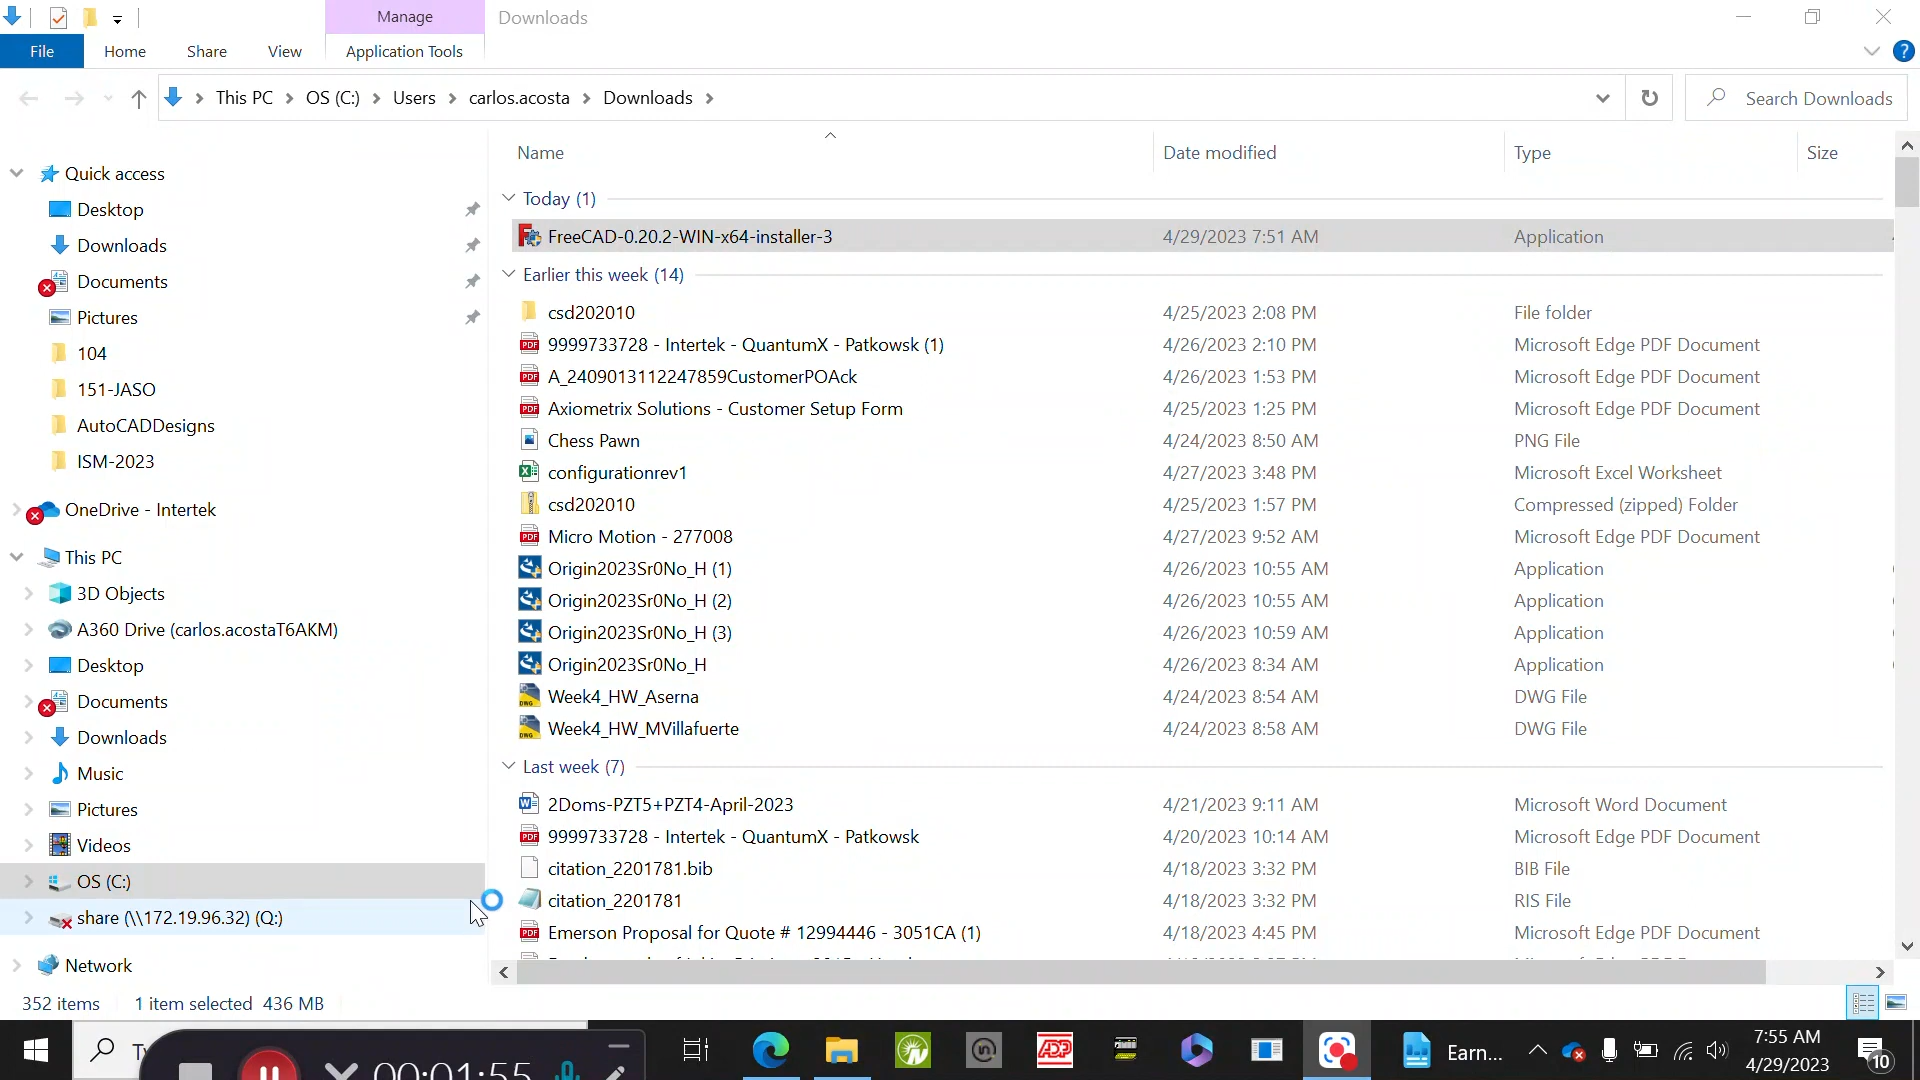 Manage
Downloads
File
Home
Share
View
Application Tools
This PC
OS (C:)
Users
carlos.acosta
Downloads
Search Downloads
Name
Date modified
Type
Size
Quick access
Desktop
Downloads
Documents
Pictures
104
151-JASO
AutoCADDesigns
ISM-2023
OneDrive - Intertek
This PC
3D Objects
A360 Drive (carlos.acostaT6AKM)
Desktop
Documents
Downloads
Music
Pictures
Videos
OS (C:)
share (\\172.19.96.32) (Q:)
Network
Today (1)
FreeCAD-0.20.2-WIN-x64-installer-3 4/29/2023 7:51 AM Application
Earlier this week (14)
csd202010 4/25/2023 2:08 PM File folder
9999733728 - Intertek - QuantumX - Patkowsk (1) 4/26/2023 2:10 PM Microsoft Edge PDF Document
A_2409013112247859CustomerPOAck 4/26/2023 1:53 PM Microsoft Edge PDF Document
Axiometrix Solutions - Customer Setup Form 4/25/2023 1:25 PM Microsoft Edge PDF Document
Chess Pawn 4/24/2023 8:50 AM PNG File
configurationrev1 4/27/2023 3:48 PM Microsoft Excel Worksheet
csd202010 4/25/2023 1:57 PM Compressed (zipped) Folder
Micro Motion - 277008 4/27/2023 9:52 AM Microsoft Edge PDF Document
Origin2023Sr0No_H (1) 4/26/2023 10:55 AM Application
Origin2023Sr0No_H (2) 4/26/2023 10:55 AM Application
Origin2023Sr0No_H (3) 4/26/2023 10:59 AM Application
Origin2023Sr0No_H 4/26/2023 8:34 AM Application
Week4_HW_Aserna 4/24/2023 8:54 AM DWG File
Week4_HW_MVillafuerte 4/24/2023 8:58 AM DWG File
Last week (7)
2Doms-PZT5+PZT4-April-2023 4/21/2023 9:11 AM Microsoft Word Document
9999733728 - Intertek - QuantumX - Patkowsk 4/20/2023 10:14 AM Microsoft Edge PDF Document
citation_2201781.bib 4/18/2023 3:32 PM BIB File
citation_2201781 4/18/2023 3:32 PM RIS File
Emerson Proposal for Quote # 12994446 - 3051CA (1) 4/18/2023 4:45 PM Microsoft Edge PDF Document
352 items 1 item selected 436 MB
00:01:55
ADP
Earn...
7:55 AM
4/29/2023
10